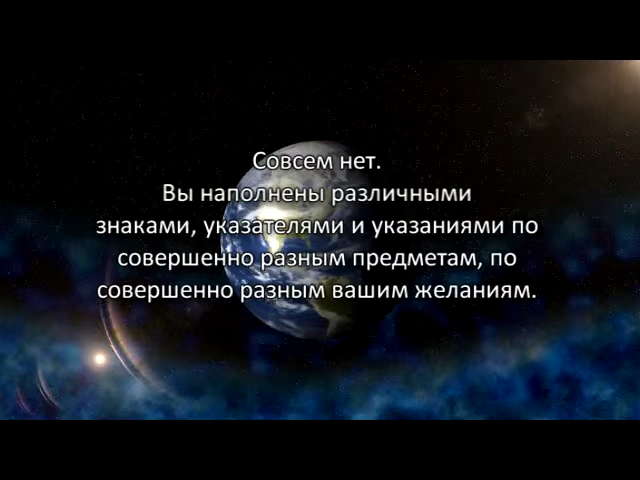 Совсем нет.
Вы наполнены различными
знаками, указателями и указаниями по
совершенно разным предметам, по
совершенно разным вашим желаниям.